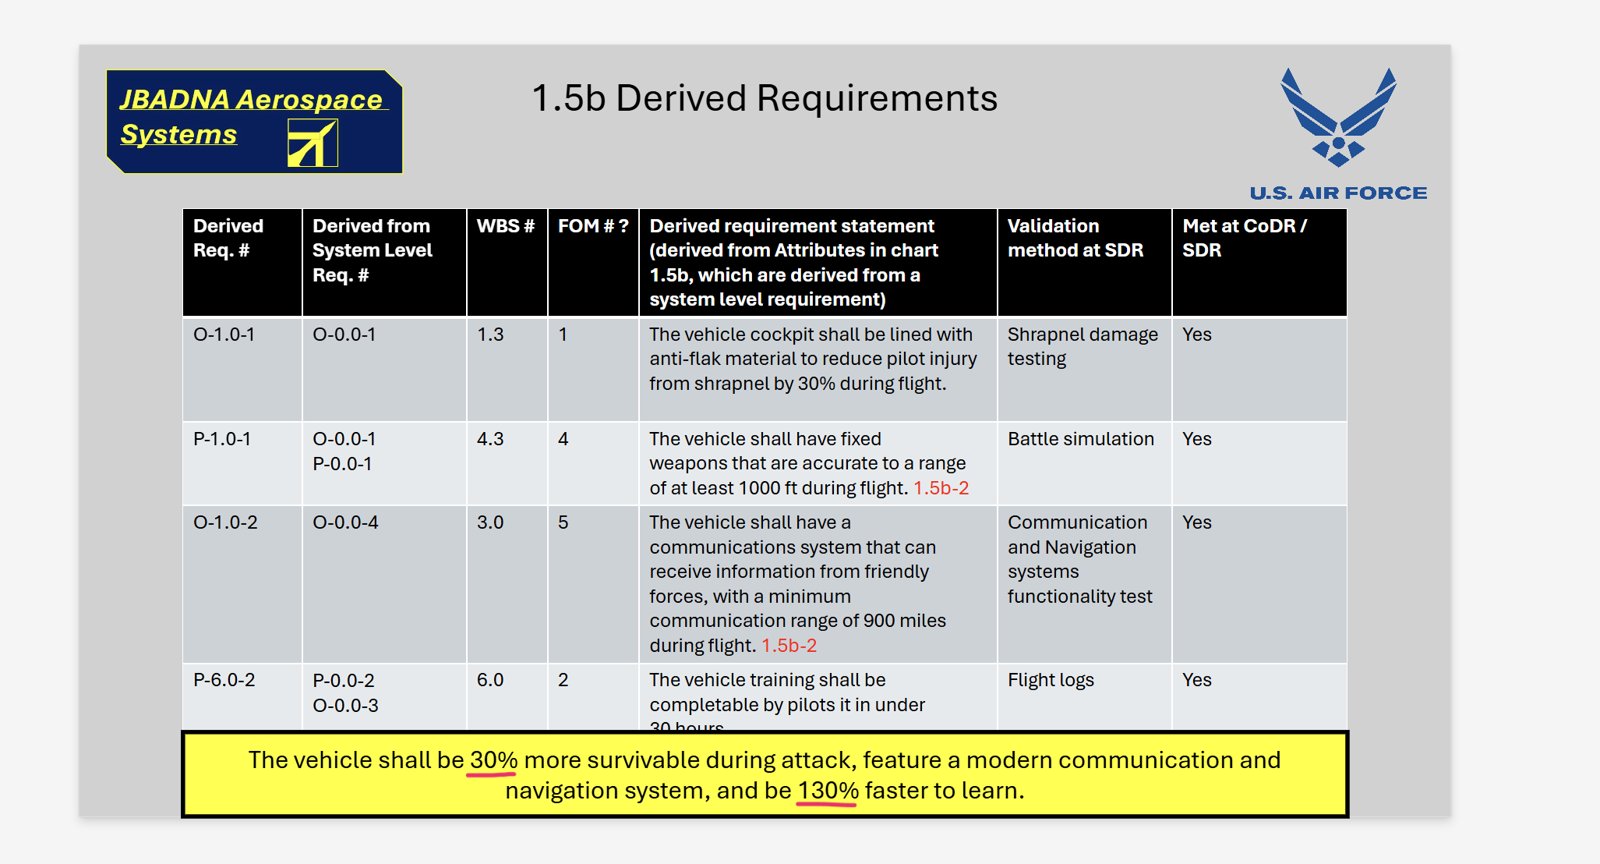 JBADNA Aerospace
Systems
1.5b Derived Requirements
U.S. AIR FORCE
Derived
Req. #
Derived from
System Level
Req. #
WBS #
FOM # ?
Derived requirement statement
(derived from Attributes in chart
1.5b, which are derived from a
system level requirement)
Validation
method at SDR
Met at CoDR /
SDR
O-1.0-1
O-0.0-1
1.3
1
The vehicle cockpit shall be lined with
anti-flak material to reduce pilot injury
from shrapnel by 30% during flight.
Shrapnel damage
testing
Yes
P-1.0-1
O-0.0-1
P-0.0-1
4.3
4
The vehicle shall have fixed
weapons that are accurate to a range
of at least 1000 ft during flight. 1.5b-2
Battle simulation
Yes
O-1.0-2
O-0.0-4
3.0
5
The vehicle shall have a
communications system that can
receive information from friendly
forces, with a minimum
communication range of 900 miles
during flight. 1.5b-2
Communication
and Navigation
systems
functionality test
Yes
P-6.0-2
P-0.0-2
O-0.0-3
6.0
2
The vehicle training shall be
completable by pilots it in under
30 hours
Flight logs
Yes
The vehicle shall be 30% more survivable during attack, feature a modern communication and
navigation system, and be 130% faster to learn.